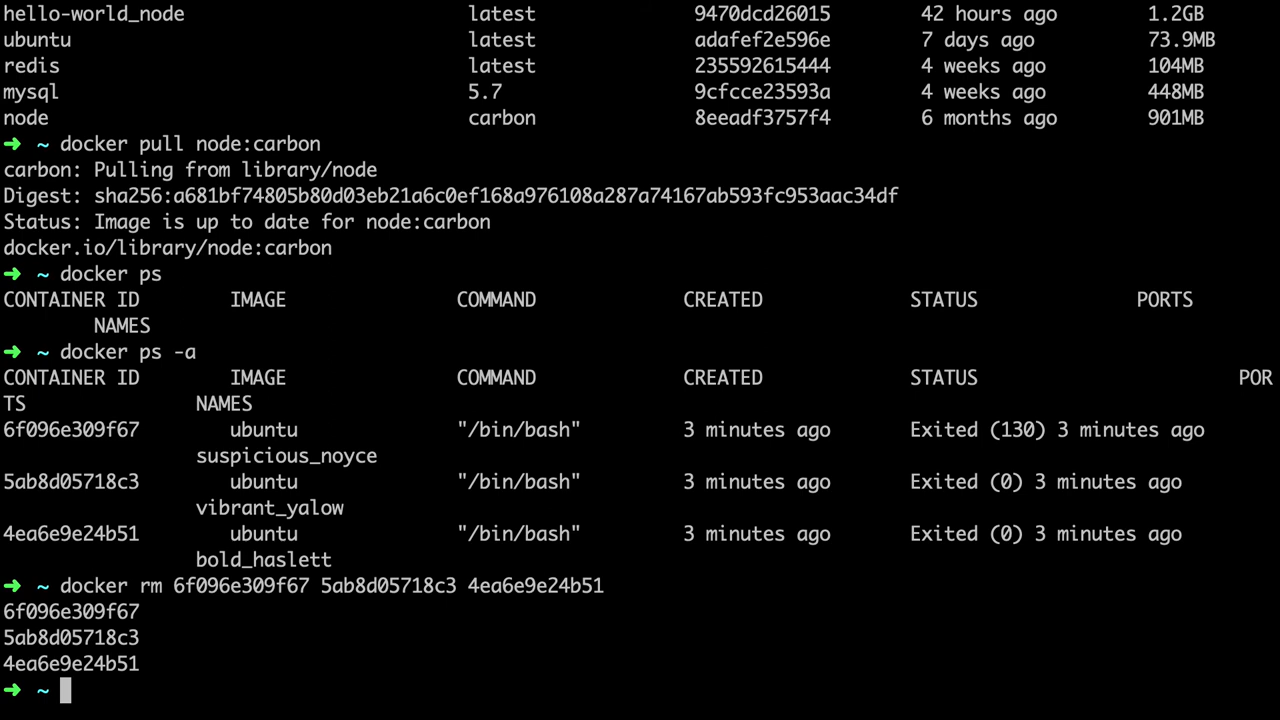 hello-world_node latest 9470dcd26015 42 hours ago 1.2GB
ubuntu latest adafef2e596e 7 days ago 73.9MB
redis latest 235592615444 4 weeks ago 104MB
mysql 5.7 9cfcce23593a 4 weeks ago 448MB
node carbon 8eeadf3757f4 6 months ago 901MB
➜ ~ docker pull node:carbon
carbon: Pulling from library/node
Digest: sha256:a681bf74805b80d03eb21a6c0ef168a976108a287a74167ab593fc953aac34df
Status: Image is up to date for node:carbon
docker.io/library/node:carbon
➜ ~ docker ps
CONTAINER ID IMAGE COMMAND CREATED STATUS PORTS
NAMES
➜ ~ docker ps -a
CONTAINER ID IMAGE COMMAND CREATED STATUS POR
TS NAMES
6f096e309f67 ubuntu "/bin/bash" 3 minutes ago Exited (130) 3 minutes ago
suspicious_noyce
5ab8d05718c3 ubuntu "/bin/bash" 3 minutes ago Exited (0) 3 minutes ago
vibrant_yalow
4ea6e9e24b51 ubuntu "/bin/bash" 3 minutes ago Exited (0) 3 minutes ago
bold_haslett
➜ ~ docker rm 6f096e309f67 5ab8d05718c3 4ea6e9e24b51
6f096e309f67
5ab8d05718c3
4ea6e9e24b51
➜ ~